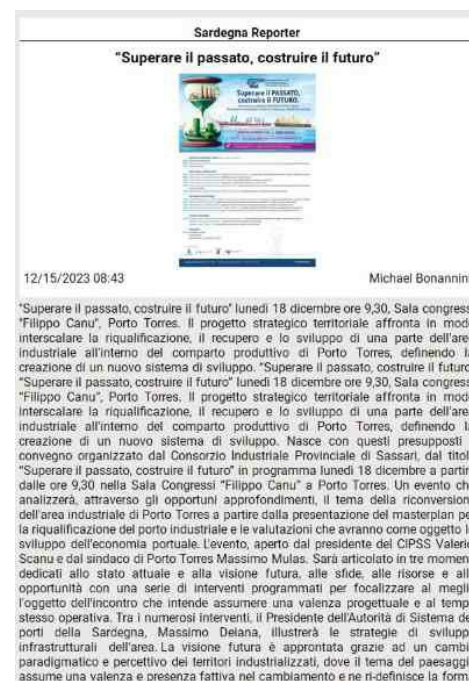 Sardegna Reporter
"Superare il passato, costruire il futuro"
Superare il PASSATO,
costruire il FUTURO.
12/15/2023 08:43
Michael Bonannin
"Superare il passato, costruire il futuro" lunedì 18 dicembre ore 9,30, Sala congress
"Filippo Canu", Porto Torres. Il progetto strategico territoriale affronta in mod
interscalare la riqualificazione, il recupero e lo sviluppo di una parte dell'are
industriale all'interno del comparto produttivo di Porto Torres, definendo l
creazione di un nuovo sistema di sviluppo. "Superare il passato, costruire il futuro
"Superare il passato, costruire il futuro" lunedì 18 dicembre ore 9,30, Sala congress
"Filippo Canu", Porto Torres. Il progetto strategico territoriale affronta in mod
interscalare la riqualificazione, il recupero e lo sviluppo di una parte dell'are
industriale all'interno del comparto produttivo di Porto Torres, definendo l
creazione di un nuovo sistema di sviluppo. Nasce con questi presupposti
convegno organizzato dal Consorzio Industriale Provinciale di Sassari, dal titol
"Superare il passato, costruire il futuro" in programma lunedì 18 dicembre a partir
dalle ore 9,30 nella Sala Congressi "Filippo Canu" a Porto Torres. Un evento ch
analizzerà, attraverso gli opportuni approfondimenti, il tema della riconversion
dell'area industriale di Porto Torres a partire dalla presentazione del masterplan pe
la riqualificazione del porto industriale e le valutazioni che avranno come oggetto l
sviluppo dell'economia portuale. L'evento, aperto dal presidente del CIPSS Valeri
Scanu e dal sindaco di Porto Torres Massimo Mulas. Sarà articolato in tre momen
dedicati allo stato attuale e alla visione futura, alle sfide, alle risorse e all
opportunità con una serie di interventi programmati per focalizzare al megli
l'oggetto dell'incontro che intende assumere una valenza progettuale e al temp
stesso operativa. Tra i numerosi interventi, il Presidente dell'Autorità di Sistema de
porti della Sardegna, Massimo Deiana, illustrerà le strategie di svilupp
infrastrutturali dell'area. La visione futura è approntata grazie ad un cambi
paradigmatico e percettivo dei territori industrializzati, dove il tema del paesagg
assume una valenza e presenza fattiva nel cambiamento e ne ri-definisce la form